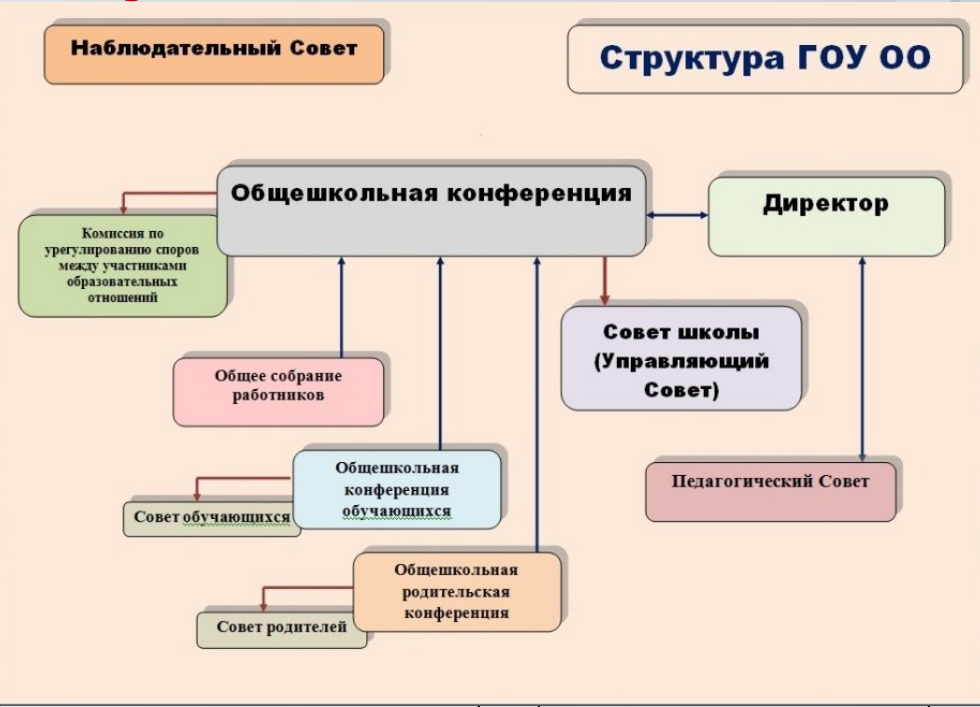 Наблюдательный Совет
Структура ГОУ ОО
Общешкольная конференция
Директор
Комиссия по
урегулированию споров
между участниками
образовательных
отношений
Совет школы
(Управляющий
Совет)
Общее собрание
работников
Общешкольная
конференция
обучающихся
Педагогический Совет
Совет обучающихся
Общешкольная
родительская
конференция
Совет родителей